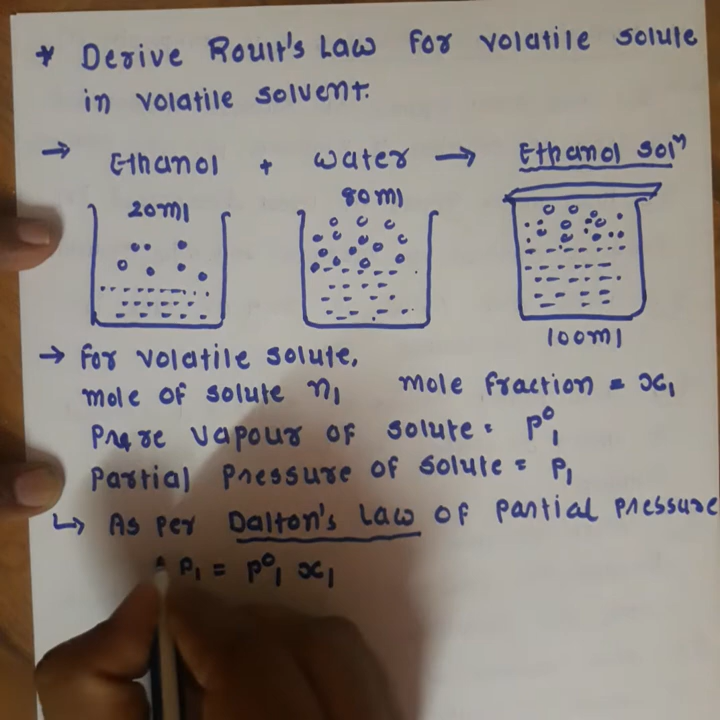 * Derive Roult's Law for volatile solute
in volatile solvent.
→ Ethanol + water → Ethanol solⁿ
20ml 80ml
100ml
→ for volatile solute,
mole of solute n₁ mole fraction = x₁
Pure vapour of solute = p⁰₁
Partial pressure of solute = p₁
↳ As per Dalton's Law of partial pressure
p₁ = p⁰₁ x₁